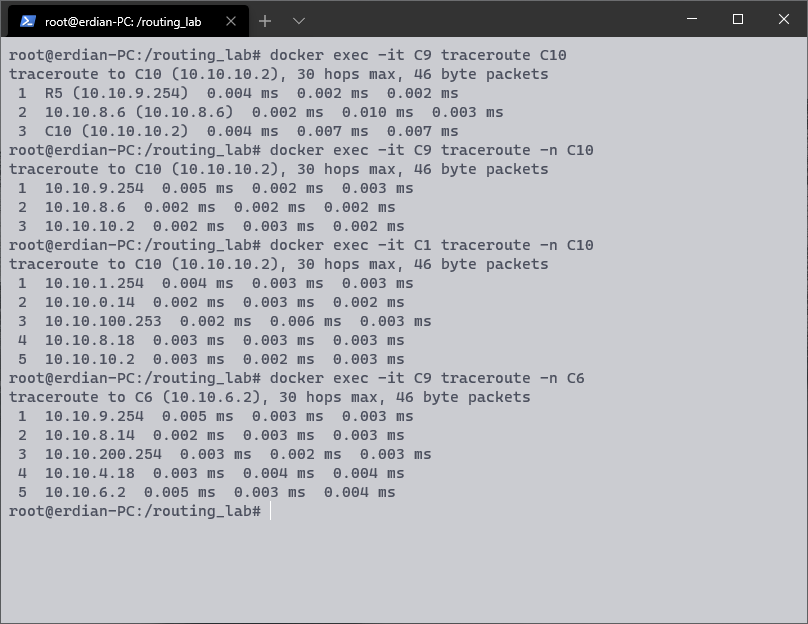 root@erdian-PC: /routing_lab
root@erdian-PC:/routing_lab# docker exec -it C9 traceroute C10
traceroute to C10 (10.10.10.2), 30 hops max, 46 byte packets
 1  R5 (10.10.9.254)  0.004 ms  0.002 ms  0.002 ms
 2  10.10.8.6 (10.10.8.6)  0.002 ms  0.010 ms  0.003 ms
 3  C10 (10.10.10.2)  0.004 ms  0.007 ms  0.007 ms
root@erdian-PC:/routing_lab# docker exec -it C9 traceroute -n C10
traceroute to C10 (10.10.10.2), 30 hops max, 46 byte packets
 1  10.10.9.254  0.005 ms  0.002 ms  0.003 ms
 2  10.10.8.6  0.002 ms  0.002 ms  0.002 ms
 3  10.10.10.2  0.002 ms  0.003 ms  0.002 ms
root@erdian-PC:/routing_lab# docker exec -it C1 traceroute -n C10
traceroute to C10 (10.10.10.2), 30 hops max, 46 byte packets
 1  10.10.1.254  0.004 ms  0.003 ms  0.003 ms
 2  10.10.0.14  0.002 ms  0.003 ms  0.002 ms
 3  10.10.100.253  0.002 ms  0.006 ms  0.003 ms
 4  10.10.8.18  0.003 ms  0.003 ms  0.003 ms
 5  10.10.10.2  0.003 ms  0.002 ms  0.003 ms
root@erdian-PC:/routing_lab# docker exec -it C9 traceroute -n C6
traceroute to C6 (10.10.6.2), 30 hops max, 46 byte packets
 1  10.10.9.254  0.005 ms  0.003 ms  0.003 ms
 2  10.10.8.14  0.002 ms  0.003 ms  0.003 ms
 3  10.10.200.254  0.003 ms  0.002 ms  0.003 ms
 4  10.10.4.18  0.003 ms  0.004 ms  0.004 ms
 5  10.10.6.2  0.005 ms  0.003 ms  0.004 ms
root@erdian-PC:/routing_lab#